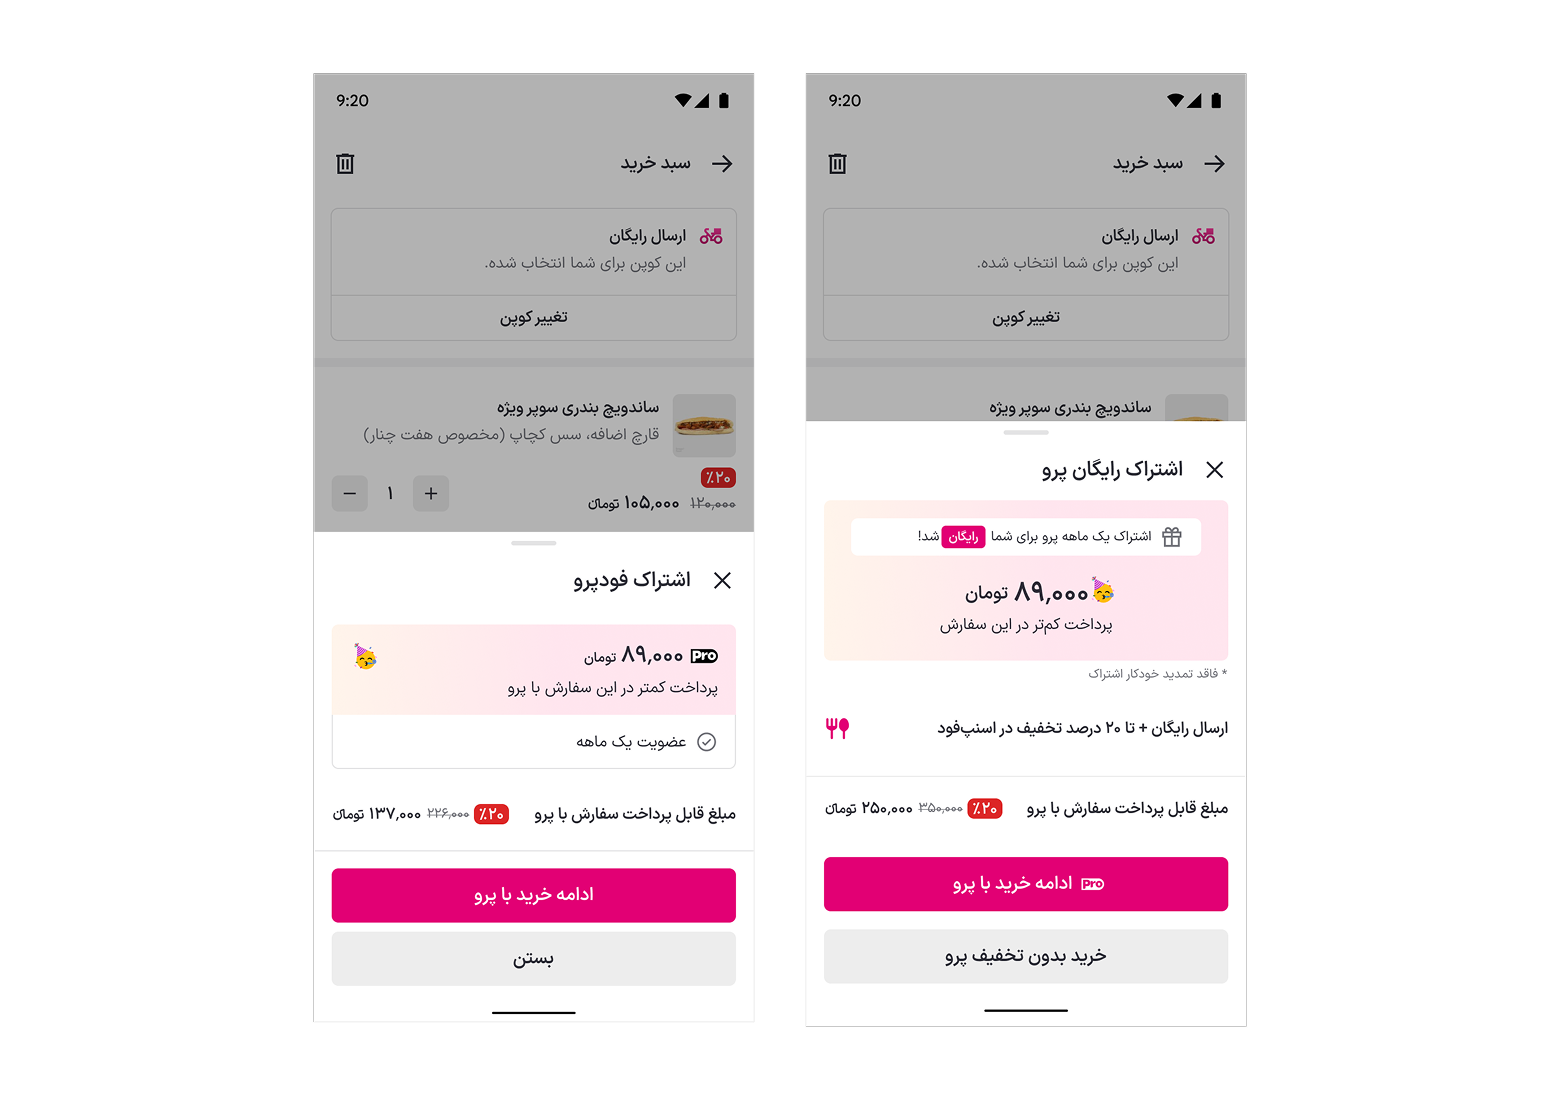 9:20
سبد خرید
ارسال رایگان
این کوپن برای شما انتخاب شده.
تغییر کوپن
ساندویچ بندری سوپر ویژه
قارچ اضافه، سس کچاپ (مخصوص هفت چنار)
٪۲۰
۱۲۰,۰۰۰ ۱۰۵,۰۰۰ تومان
+ ۱ −
اشتراک فودپرو
Pro ۸۹,۰۰۰ تومان
پرداخت کمتر در این سفارش با پرو
عضویت یک ماهه
مبلغ قابل پرداخت سفارش با پرو ٪۲۰ ۲۲۶,۰۰۰ ۱۳۷,۰۰۰ تومان
ادامه خرید با پرو
بستن
9:20
سبد خرید
ارسال رایگان
این کوپن برای شما انتخاب شده.
تغییر کوپن
ساندویچ بندری سوپر ویژه
اشتراک رایگان پرو
اشتراک یک ماهه پرو برای شما رایگان شد!
۸۹,۰۰۰ تومان
پرداخت کم‌تر در این سفارش
* فاقد تمدید خودکار اشتراک
ارسال رایگان + تا ۲۰ درصد تخفیف در اسنپ‌فود
مبلغ قابل پرداخت سفارش با پرو ٪۲۰ ۳۵۰,۰۰۰ ۲۵۰,۰۰۰ تومان
Pro ادامه خرید با پرو
خرید بدون تخفیف پرو